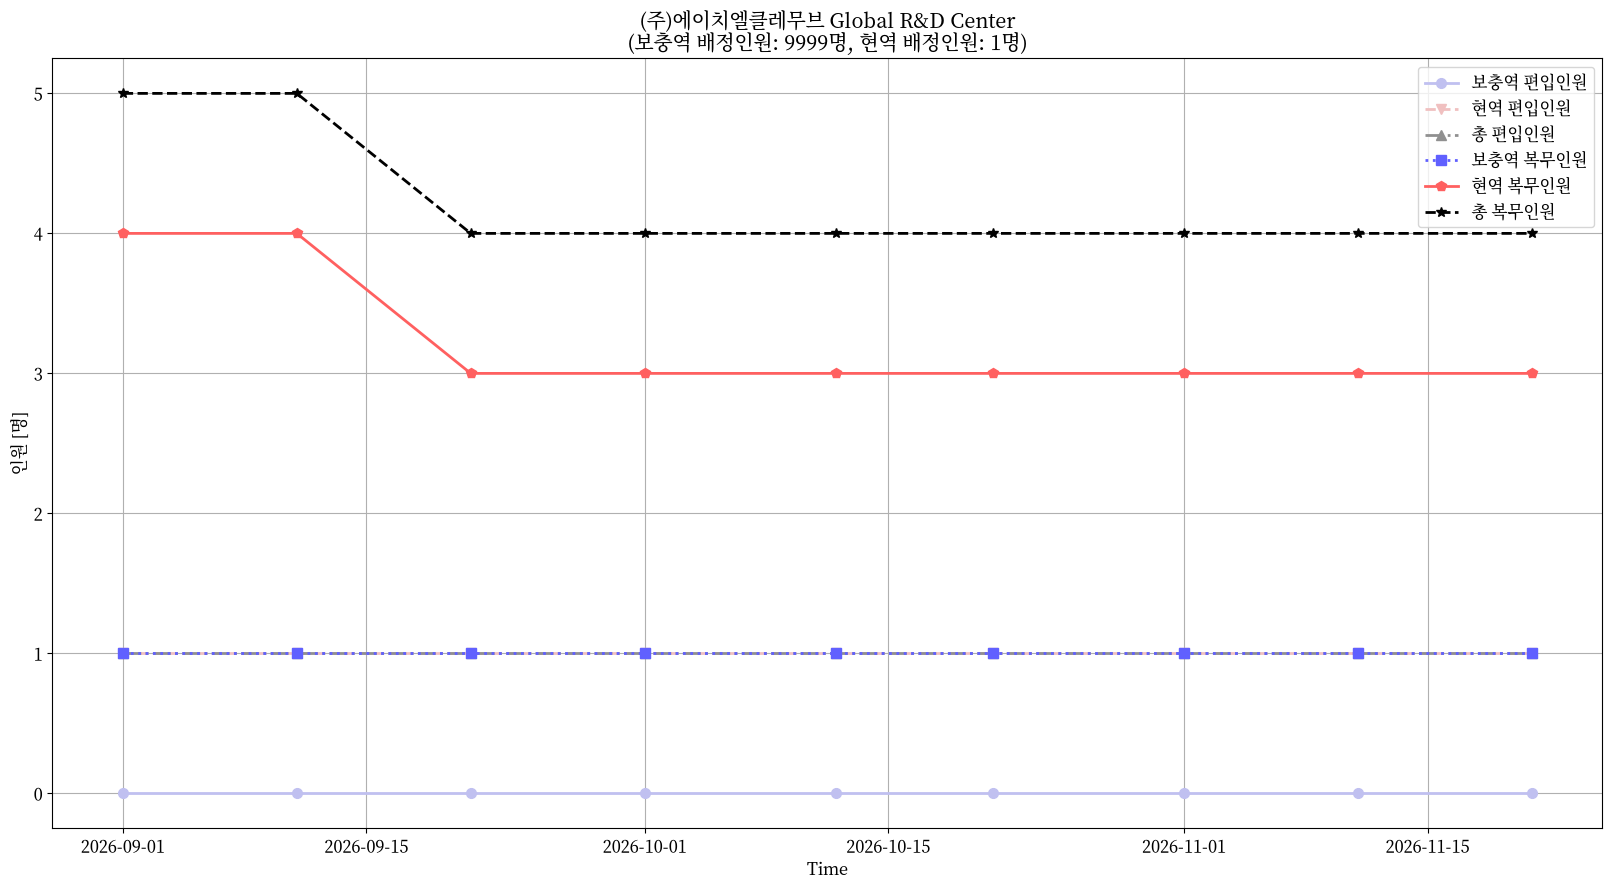 (주)에이치엘클레무브 Global R&D Center
(보충역 배정인원: 9999명, 현역 배정인원: 1명)
보충역 편입인원
현역 편입인원
총 편입인원
보충역 복무인원
현역 복무인원
총 복무인원
인원 [명]
5
4
3
2
1
0
2026-09-01
2026-09-15
2026-10-01
2026-10-15
2026-11-01
2026-11-15
Time